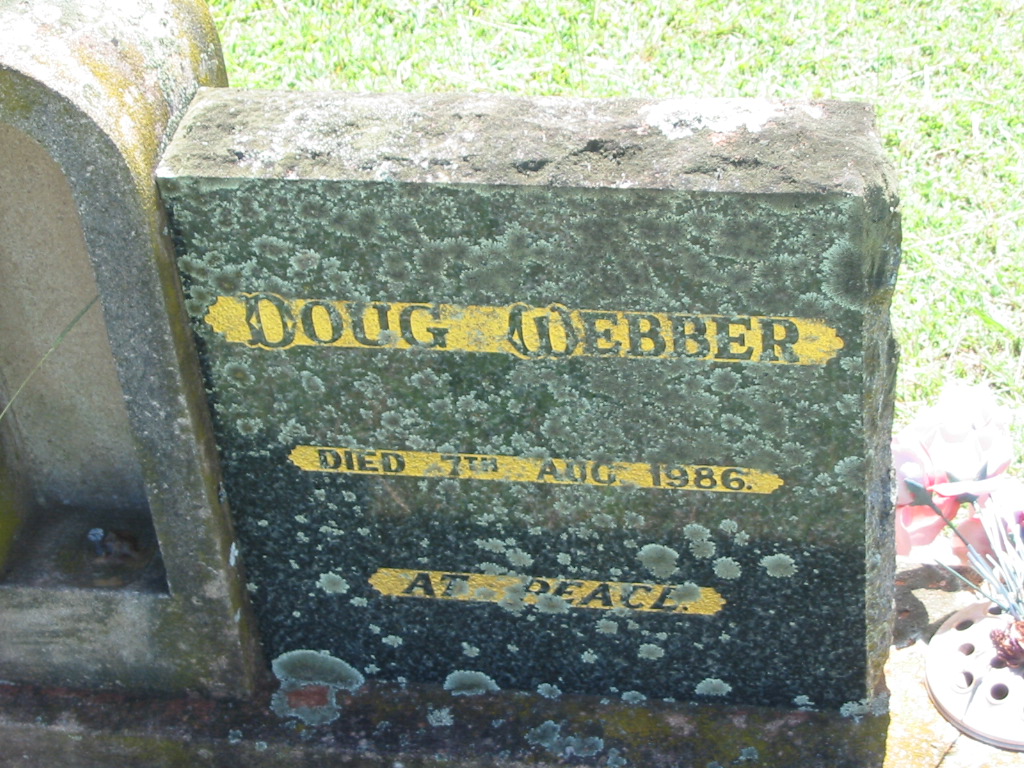 DOUG WEBBER
DIED 7TH AUG. 1986.
AT PEACE.